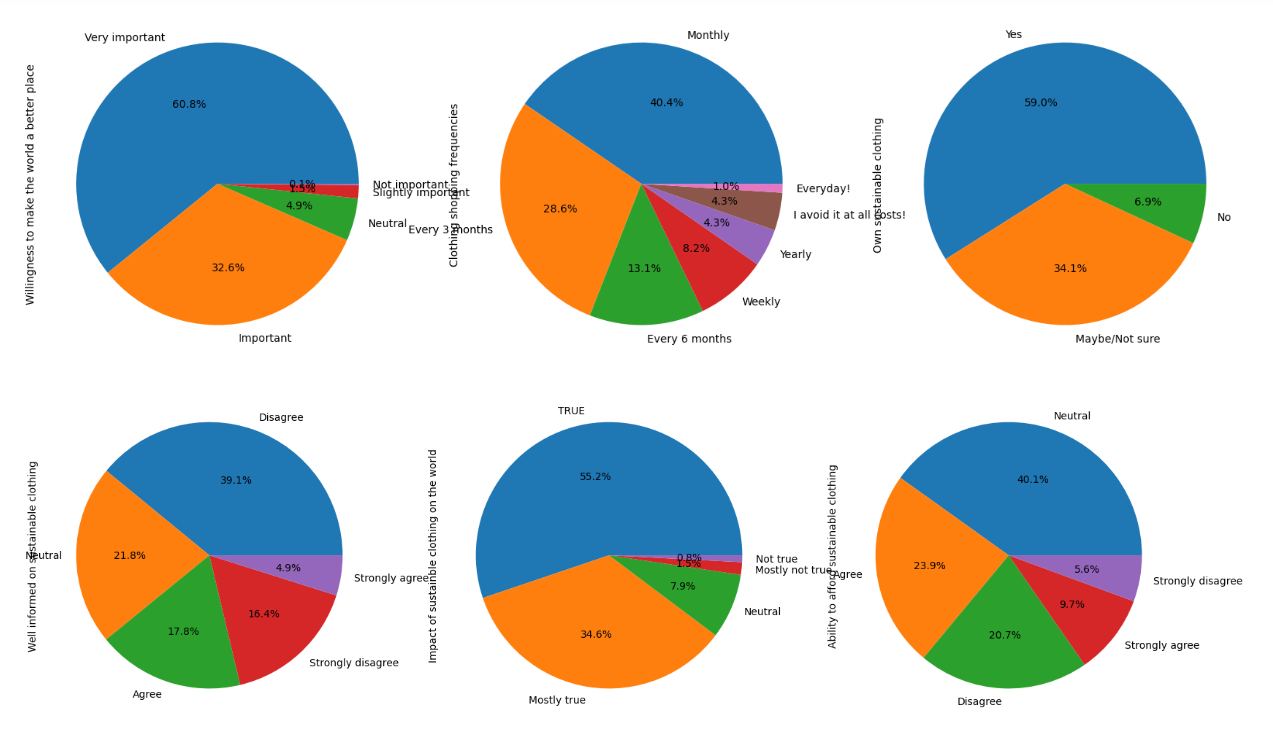 Willingness to make the world a better place
Very important
60.8%
0.1%
Not important
1.5%
Slightly important
4.9%
Neutral
32.6%
Important
Clothing shopping frequencies
Monthly
40.4%
1.0%
Everyday!
4.3%
I avoid it at all costs!
4.3%
Yearly
8.2%
Weekly
13.1%
Every 6 months
28.6%
Every 3 months
Own sustainable clothing
Yes
59.0%
6.9%
No
34.1%
Maybe/Not sure
Well informed on sustainable clothing
Disagree
39.1%
Neutral
21.8%
4.9%
Strongly agree
16.4%
Strongly disagree
17.8%
Agree
Impact of sustainable clothing on the world
TRUE
55.2%
0.8%
Not true
1.5%
Mostly not true
7.9%
Neutral
34.6%
Mostly true
Ability to afford sustainable clothing
Neutral
40.1%
Agree
23.9%
5.6%
Strongly disagree
9.7%
Strongly agree
20.7%
Disagree